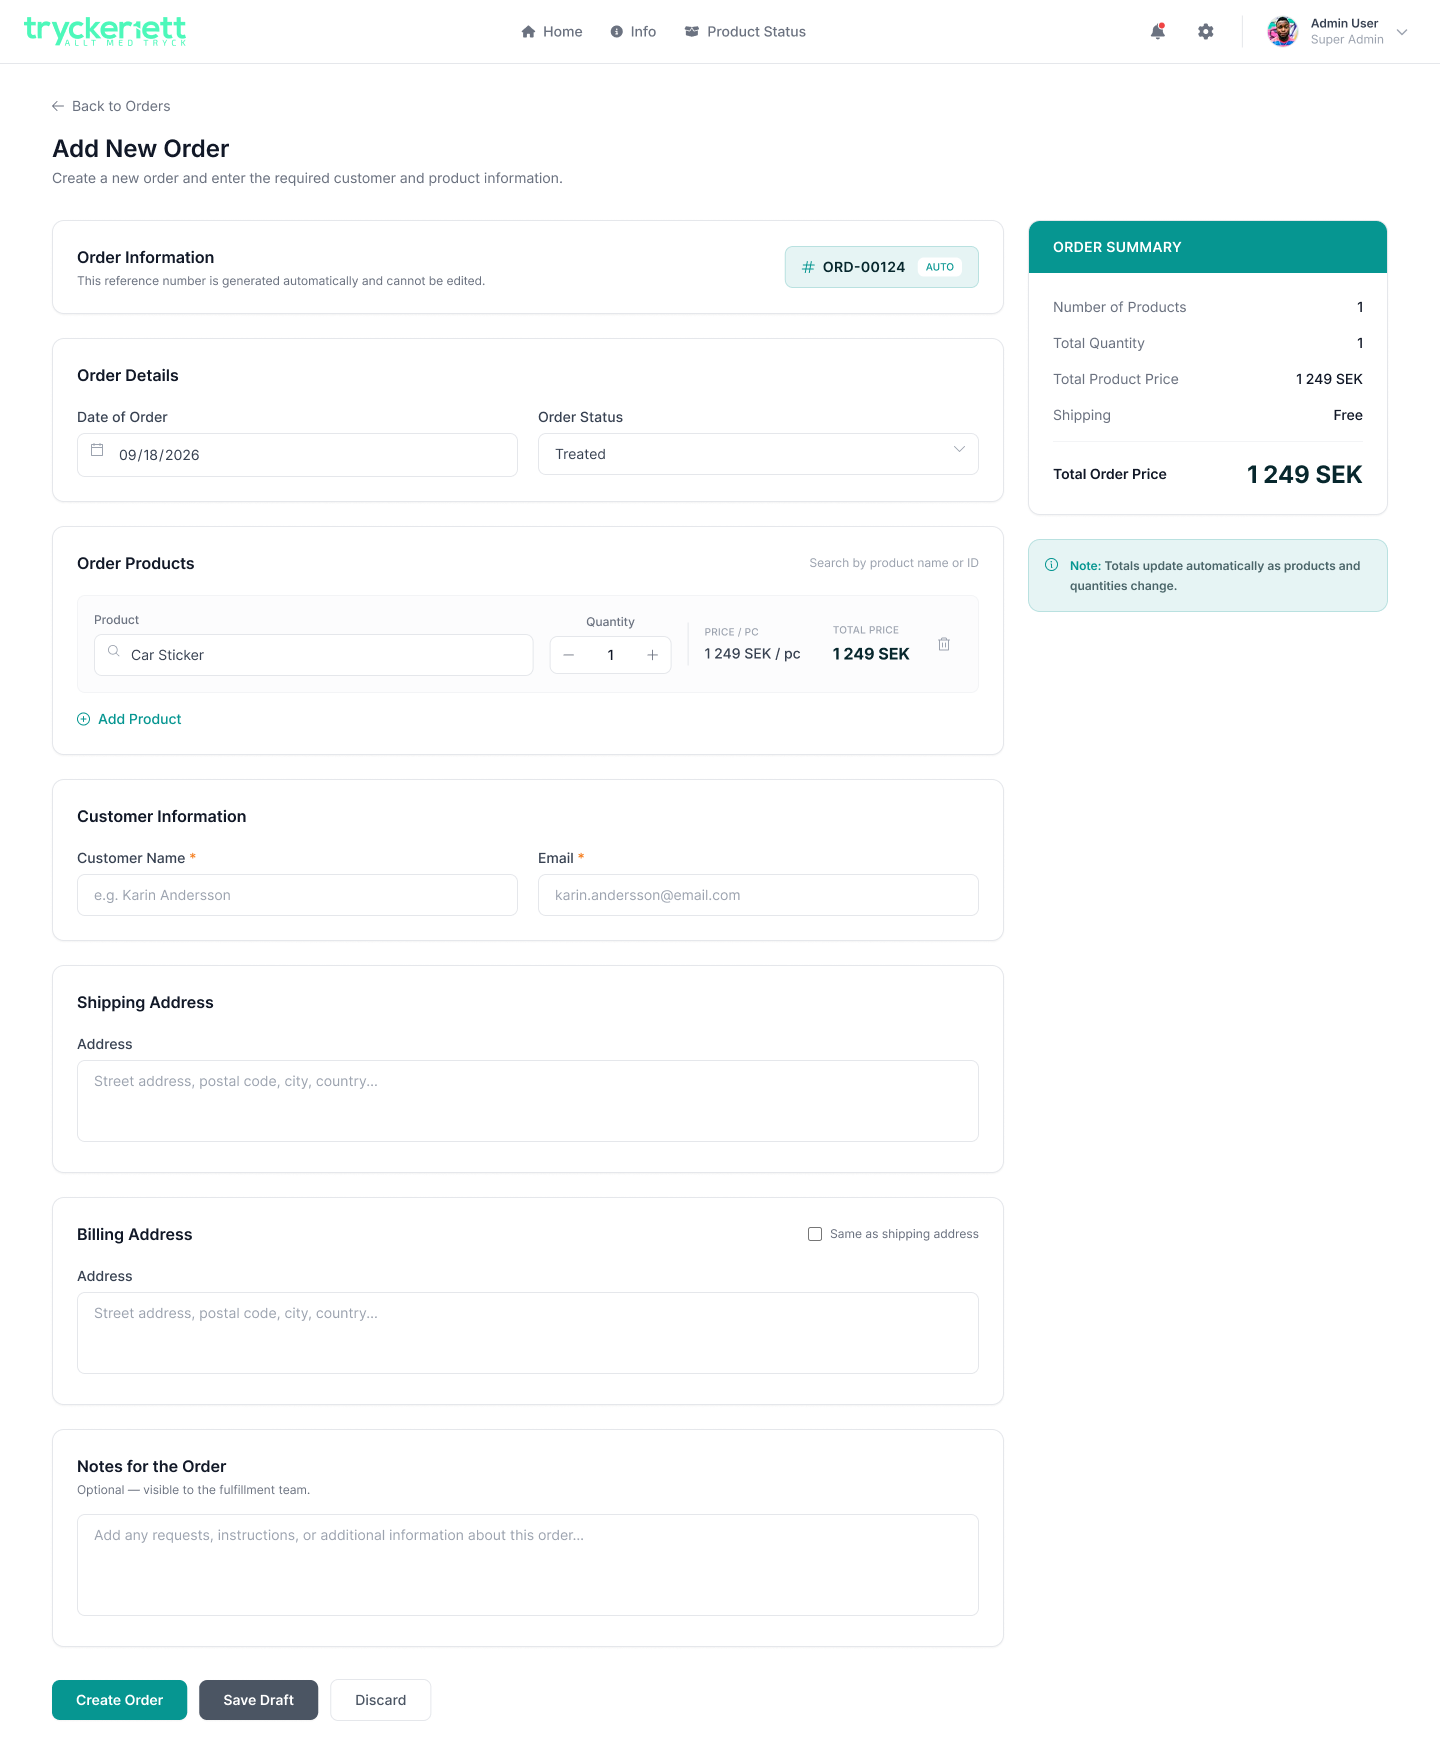 tryckeriett
ALLT MED TRYCK
Home
Info
Product Status
Admin User
Super Admin
Back to Orders
Add New Order
Create a new order and enter the required customer and product information.
Order Information
This reference number is generated automatically and cannot be edited.
# ORD-00124 AUTO
Order Details
Date of Order
09/18/2026
Order Status
Treated
Order Products
Search by product name or ID
Product
Car Sticker
Quantity
1
PRICE / PC
1 249 SEK / pc
TOTAL PRICE
1 249 SEK
Add Product
Customer Information
Customer Name *
e.g. Karin Andersson
Email *
karin.andersson@email.com
Shipping Address
Address
Street address, postal code, city, country...
Billing Address
Same as shipping address
Address
Street address, postal code, city, country...
Notes for the Order
Optional — visible to the fulfillment team.
Add any requests, instructions, or additional information about this order...
Create Order
Save Draft
Discard
ORDER SUMMARY
Number of Products 1
Total Quantity 1
Total Product Price 1 249 SEK
Shipping Free
Total Order Price 1 249 SEK
Note: Totals update automatically as products and
quantities change.